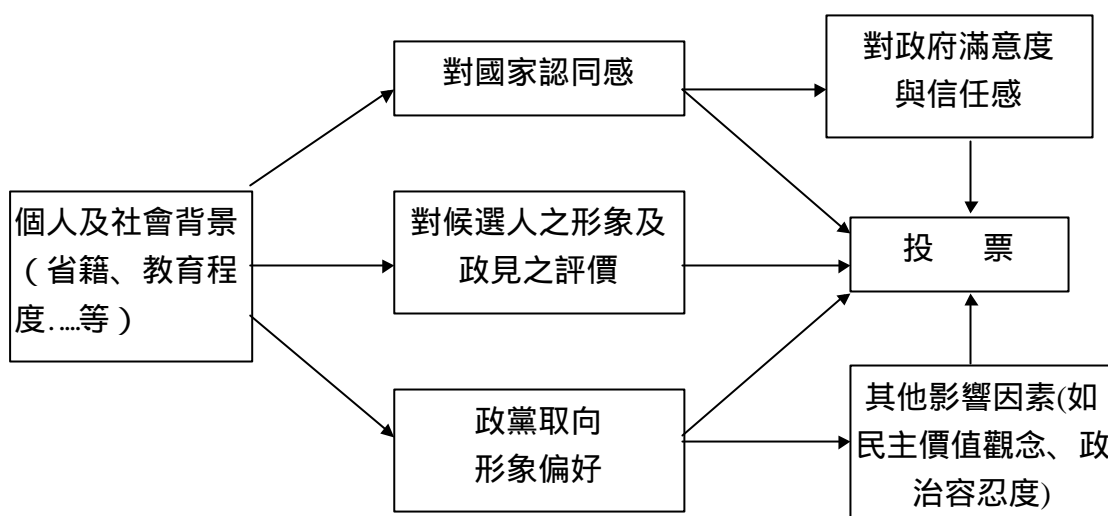 對國家認同感
對政府滿意度
與信任感
個人及社會背景
（省籍、教育程
度.....等）
對候選人之形象及
政見之評價
投 票
政黨取向
形象偏好
其他影響因素(如
民主價值觀念、政
治容忍度)